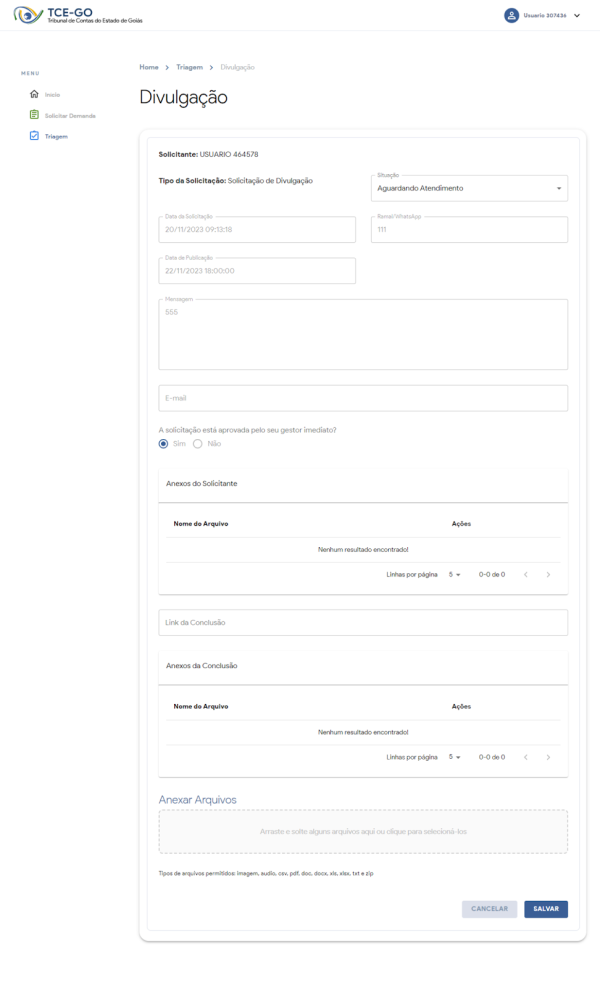 TCE-GO
Tribunal de Contas do Estado de Goiás
Usuario 207436
MENU
Início
Solicitar Demanda
Triagem
Home > Triagem > Divulgação
Divulgação
Solicitante: USUARIO 464578
Tipo da Solicitação: Solicitação de Divulgação
Situação
Aguardando Atendimento
Data da Solicitação
20/11/2023 09:13:18
Ramal/WhatsApp
111
Data de Publicação
22/11/2023 18:00:00
Mensagem
555
E-mail
A solicitação está aprovada pelo seu gestor imediato?
Sim Não
Anexos do Solicitante
Nome do Arquivo Ações
Nenhum resultado encontrado!
Linhas por página 5 0-0 de 0
Link da Conclusão
Anexos da Conclusão
Nome do Arquivo Ações
Nenhum resultado encontrado!
Linhas por página 5 0-0 de 0
Anexar Arquivos
Arraste e solte alguns arquivos aqui ou clique para selecioná-los
Tipos de arquivos permitidos: imagem, audio, csv, pdf, doc, docx, xls, xlsx, txt e zip
CANCELAR SALVAR